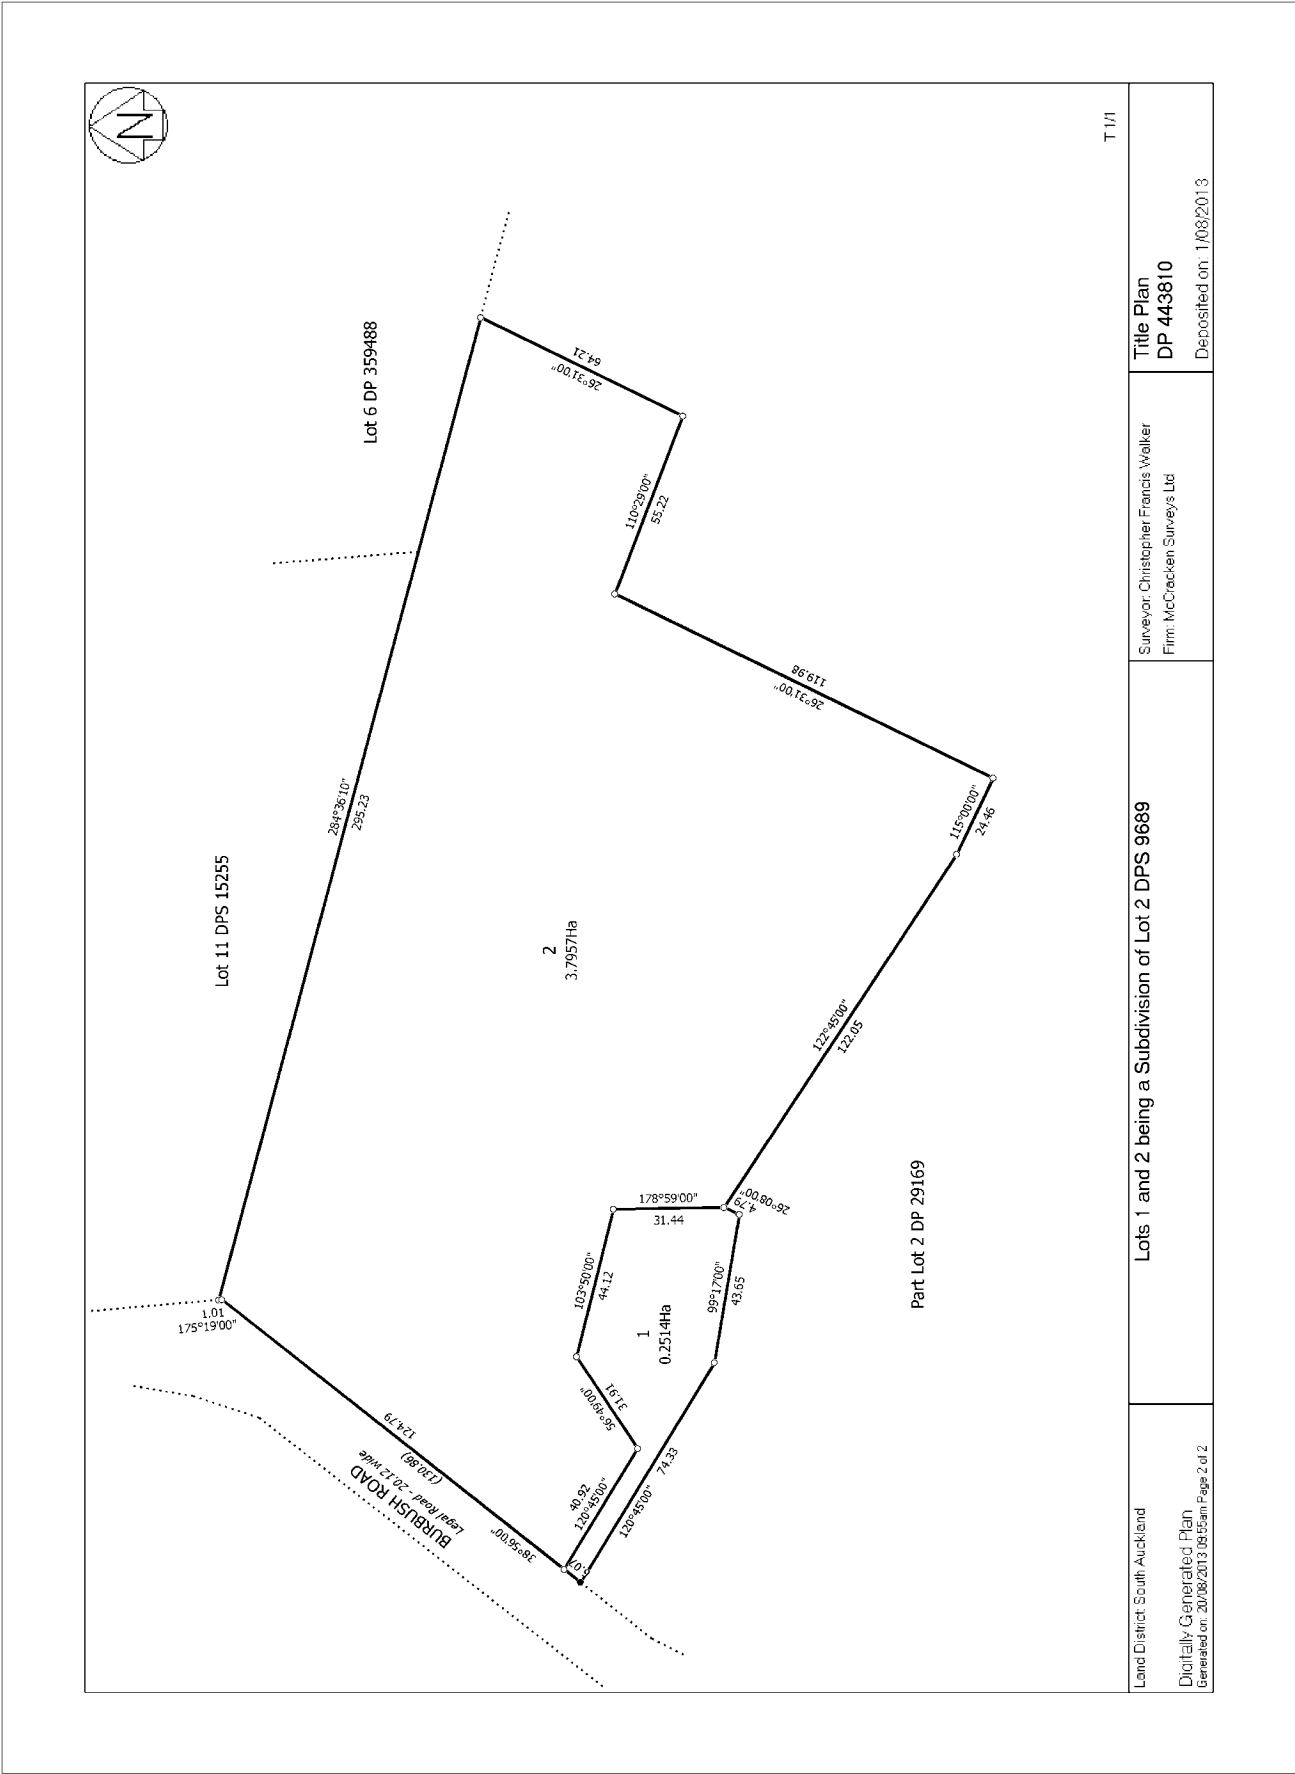 N
Lot 11 DPS 15255
Lot 6 DP 359488
1.01
175°19'00"
284°36'10"
295.23
64.21
26°31'00"
110°29'00"
55.22
119.98
26°31'00"
115°00'00"
24.46
122°45'00"
122.05
2
3.7957Ha
124.79
(130.86)
38°56'00"
BURBUSH ROAD
Legal Road - 20.12 wide
6.07
40.92
120°45'00"
31.91
56°49'00"
103°50'00"
44.12
178°59'00"
31.44
4.79
26°08'00"
99°17'00"
43.65
1
0.2514Ha
120°45'00"
74.33
Part Lot 2 DP 29169
T 1/1
Land District: South Auckland
Digitally Generated Plan
Generated on: 20/08/2013 09:55am Page 2 of 2
Lots 1 and 2 being a Subdivision of Lot 2 DPS 9689
Surveyor: Christopher Francis Walker
Firm: McCracken Surveys Ltd
Title Plan
DP 443810
Deposited on: 1/08/2013